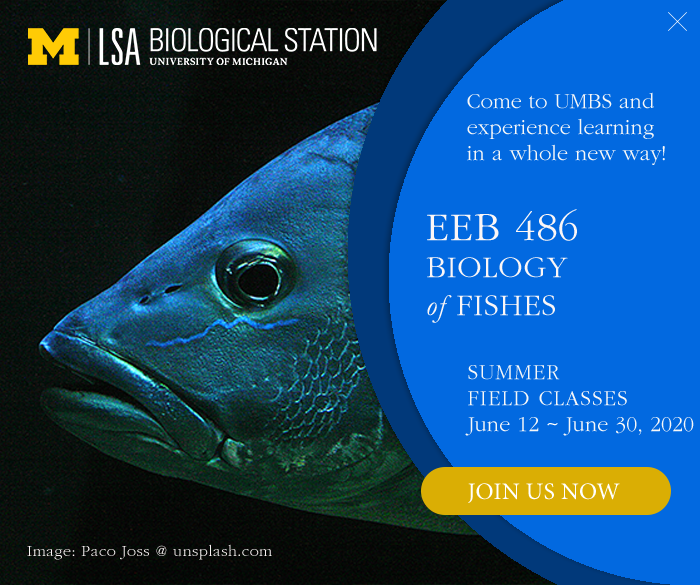 M LSA BIOLOGICAL STATION
UNIVERSITY OF MICHIGAN
Come to UMBS and
experience learning
in a whole new way!
EEB 486
BIOLOGY
of FISHES
SUMMER
FIELD CLASSES
June 12 ~ June 30, 2020
JOIN US NOW
Image: Paco Joss @ unsplash.com